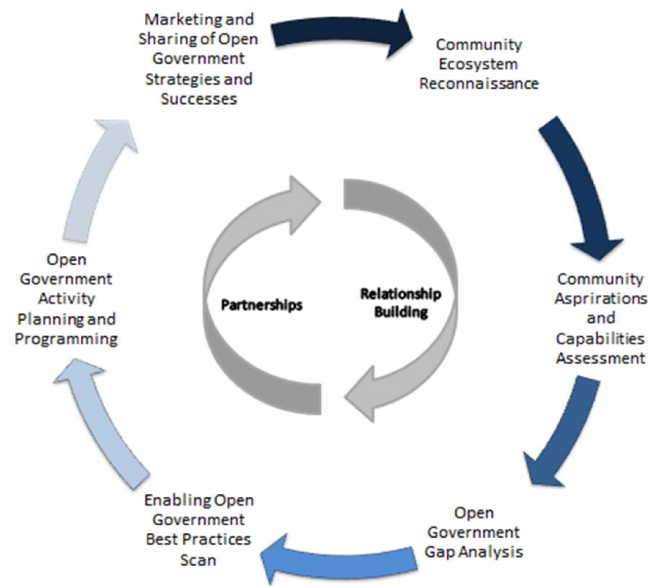 Marketing and
Sharing of Open
Government
Strategies and
Successes
Community
Ecosystem
Reconnaissance
Community
Asprirations and
Capabilities
Assessment
Open
Government
Gap Analysis
Enabling Open
Government
Best Practices
Scan
Open
Government
Activity
Planning and
Programming
Partnerships
Relationship
Building